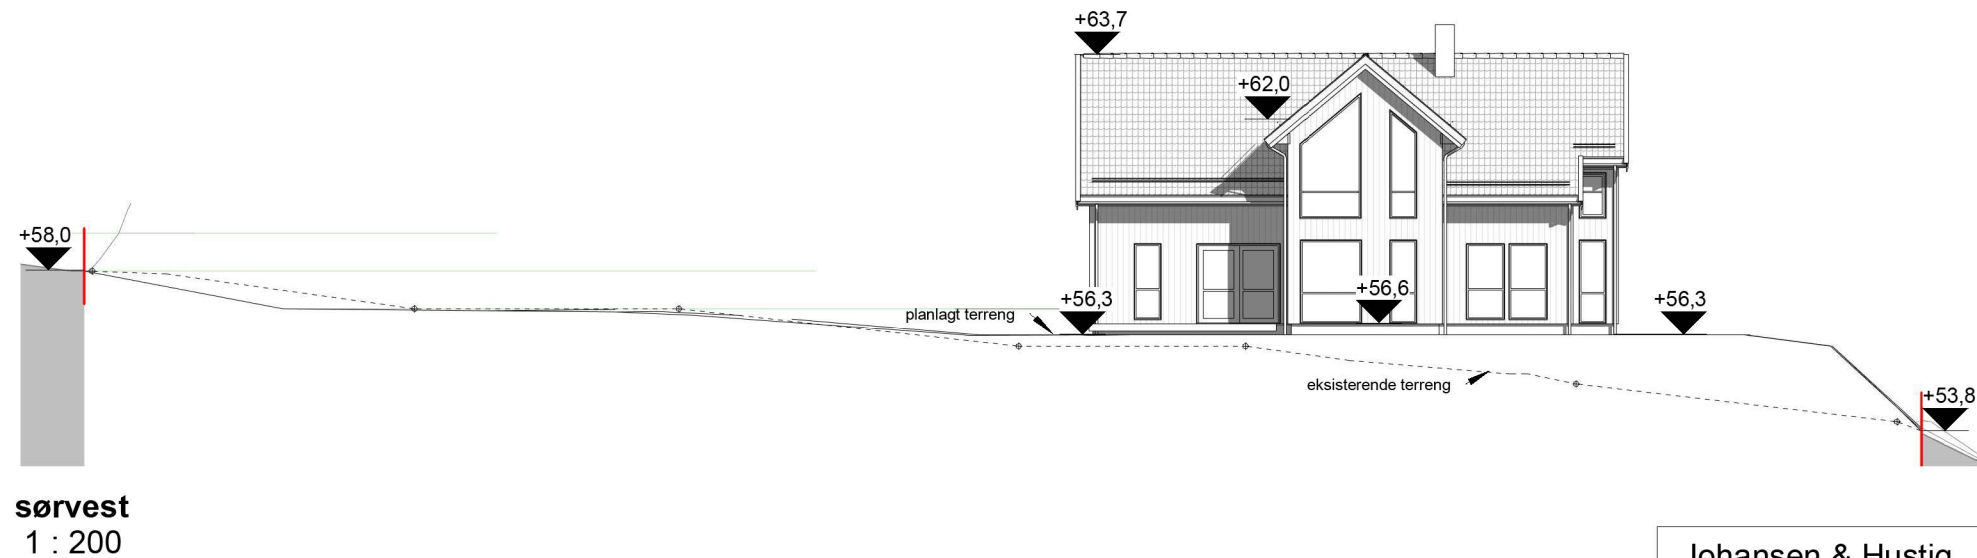 +63,7
+62,0
+58,0
+56,3
+56,6
+56,3
planlagt terreng
eksisterende terreng
+53,8
sørvest
1 : 200
Johansen & Hustig